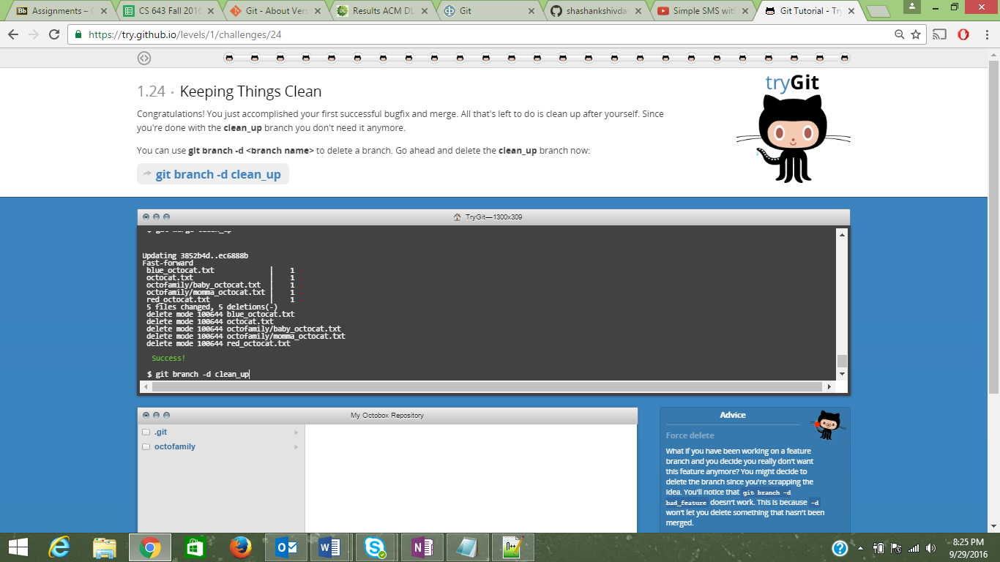 Assignments – C
CS 643 Fall 2016
Git - About Vers
Results ACM DL
Git
shashankshivdas
Simple SMS with
Git Tutorial - Try
https://try.github.io/levels/1/challenges/24
1.24 · Keeping Things Clean
tryGit
Congratulations! You just accomplished your first successful bugfix and merge. All that's left to do is clean up after yourself. Since
you're done with the clean_up branch you don't need it anymore.
You can use git branch -d <branch name> to delete a branch. Go ahead and delete the clean_up branch now:
git branch -d clean_up
TryGit—1300x309
$ git merge clean_up
Updating 3852b4d..ec6888b
Fast-forward
blue_octocat.txt | 1 -
octocat.txt | 1 -
octofamily/baby_octocat.txt | 1 -
octofamily/momma_octocat.txt | 1 -
red_octocat.txt | 1 -
5 files changed, 5 deletions(-)
delete mode 100644 blue_octocat.txt
delete mode 100644 octocat.txt
delete mode 100644 octofamily/baby_octocat.txt
delete mode 100644 octofamily/momma_octocat.txt
delete mode 100644 red_octocat.txt
Success!
$ git branch -d clean_up
My Octobox Repository
.git
octofamily
Advice
Force delete
What if you have been working on a feature
branch and you decide you really don't want
this feature anymore? You might decide to
delete the branch since you're scrapping the
idea. You'll notice that git branch -d
bad_feature doesn't work. This is because -d
won't let you delete something that hasn't been
merged.
8:25 PM
9/29/2016